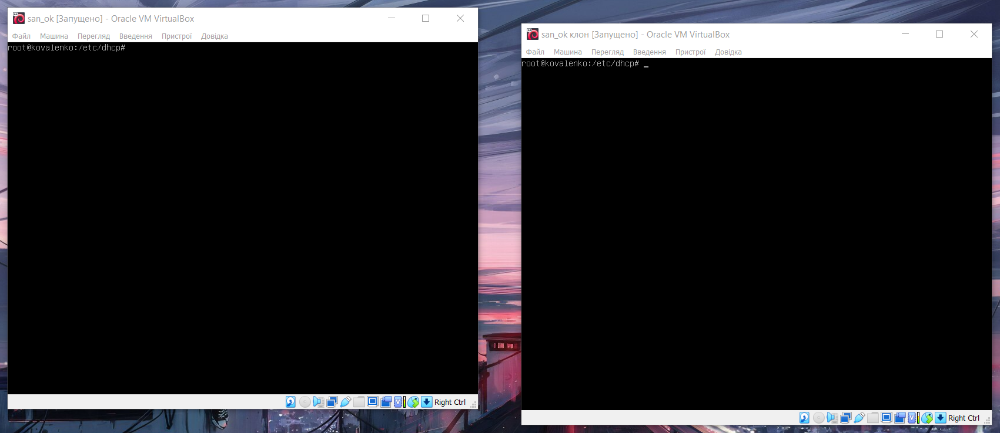 san_ok [Запущено] - Oracle VM VirtualBox
Файл Машина Перегляд Введення Пристрої Довідка
root@kovalenko:/etc/dhcp#
Right Ctrl
san_ok клон [Запущено] - Oracle VM VirtualBox
Файл Машина Перегляд Введення Пристрої Довідка
root@kovalenko:/etc/dhcp# _
Right Ctrl